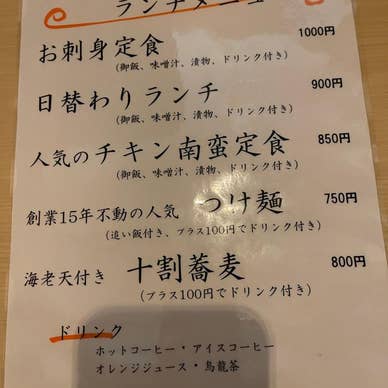 ランチメニュー
お刺身定食 1000円
(御飯、味噌汁、漬物、ドリンク付き)
日替わりランチ 900円
(御飯、味噌汁、漬物、ドリンク付き)
人気のチキン南蛮定食 850円
(御飯、味噌汁、漬物、ドリンク付き)
創業15年不動の人気 つけ麺 750円
(追い飯付き、プラス100円でドリンク付き)
海老天付き 十割蕎麦 800円
(プラス100円でドリンク付き)
ドリンク
ホットコーヒー・アイスコーヒー
オレンジジュース・烏龍茶